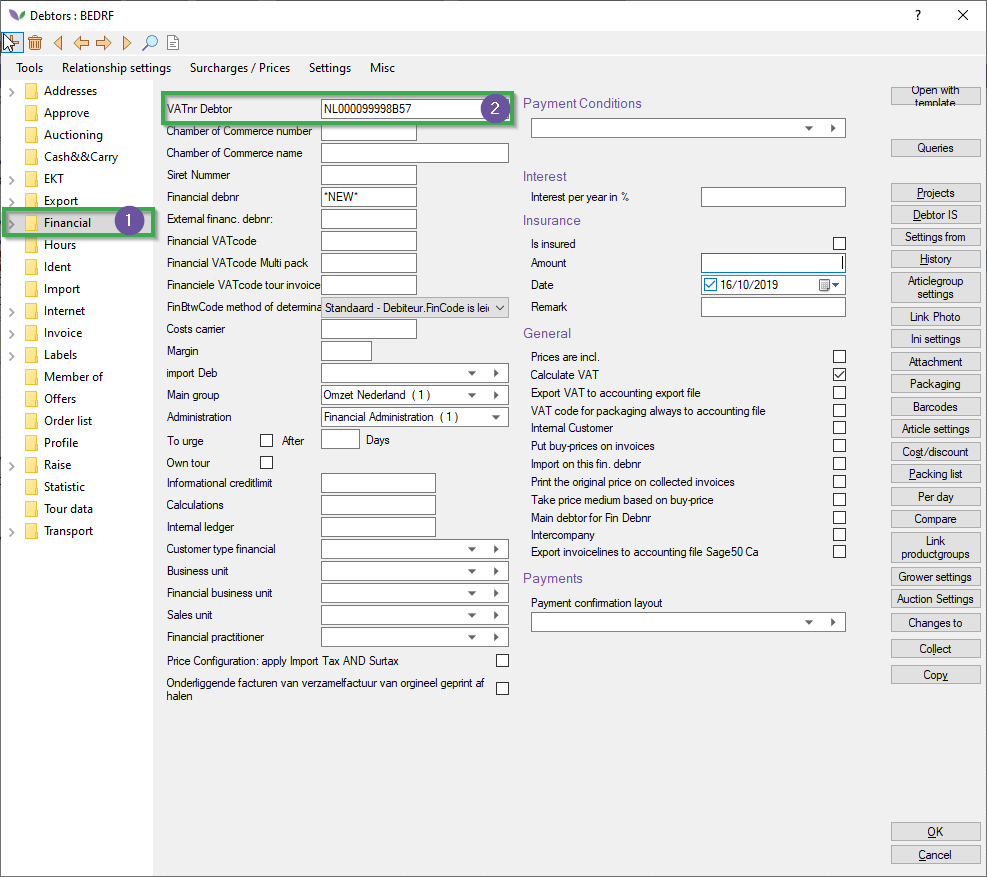 Debtors : BEDRF
?
Tools Relationship settings Surcharges / Prices Settings Misc
Addresses
Approve
Auctioning
Cash&&Carry
EKT
Export
Financial
1
Hours
Ident
Import
Internet
Invoice
Labels
Member of
Offers
Order list
Profile
Raise
Statistic
Tour data
Transport
VATnr Debtor NL000099998B57
2
Chamber of Commerce number
Chamber of Commerce name
Siret Nummer
Financial debnr *NEW*
External financ. debnr:
Financial VATcode
Financial VATcode Multi pack
Financiele VATcode tour invoice
FinBtwCode method of determina Standaard - Debiteur.FinCode is lei
Costs carrier
Margin
import Deb
Main group Omzet Nederland ( 1 )
Administration Financial Administration ( 1 )
To urge After Days
Own tour
Informational creditlimit
Calculations
Internal ledger
Customer type financial
Business unit
Financial business unit
Sales unit
Financial practitioner
Price Configuration: apply Import Tax AND Surtax
Onderliggende facturen van verzamelfactuur van orgineel geprint af
halen
Payment Conditions
Interest
Interest per year in %
Insurance
Is insured
Amount
Date 16/10/2019
Remark
General
Prices are incl.
Calculate VAT
Export VAT to accounting export file
VAT code for packaging always to accounting file
Internal Customer
Put buy-prices on invoices
Import on this fin. debnr
Print the original price on collected invoices
Take price medium based on buy-price
Main debtor for Fin Debnr
Intercompany
Export invoicelines to accounting file Sage50 Ca
Payments
Payment confirmation layout
Open with
template
Queries
Projects
Debtor IS
Settings from
History
Articlegroup
settings
Link Photo
Ini settings
Attachment
Packaging
Barcodes
Article settings
Cost/discount
Packing list
Per day
Compare
Link
productgroups
Grower settings
Auction Settings
Changes to
Collect
Copy
OK
Cancel